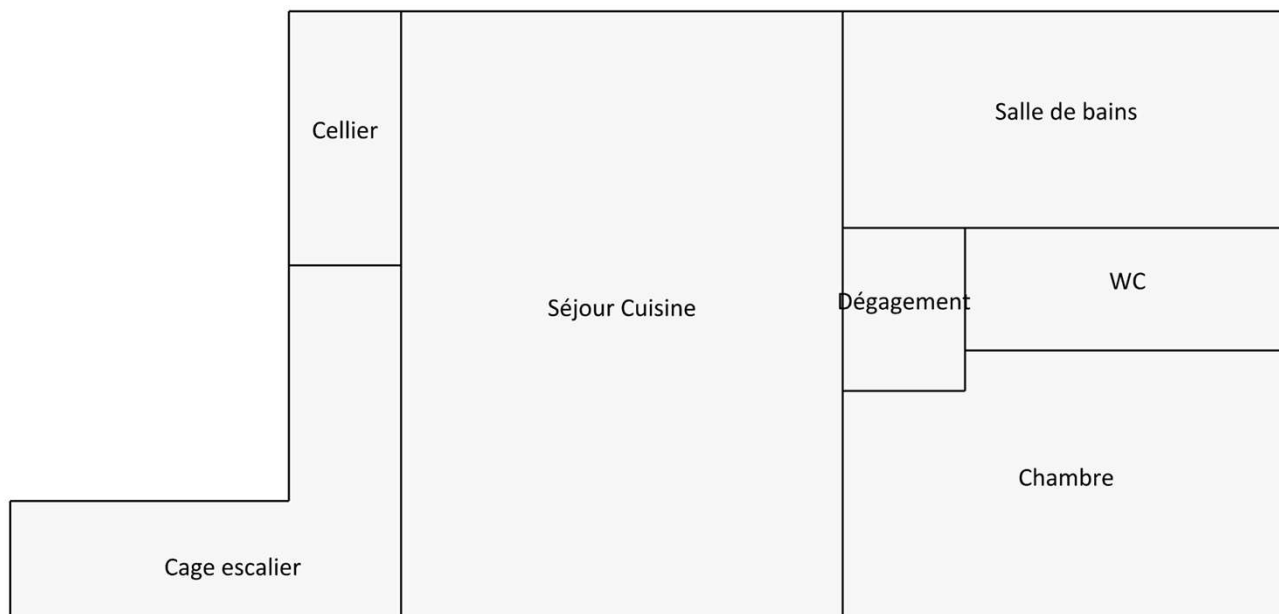 Cellier
Salle de bains
Séjour Cuisine
Dégagement
WC
Chambre
Cage escalier